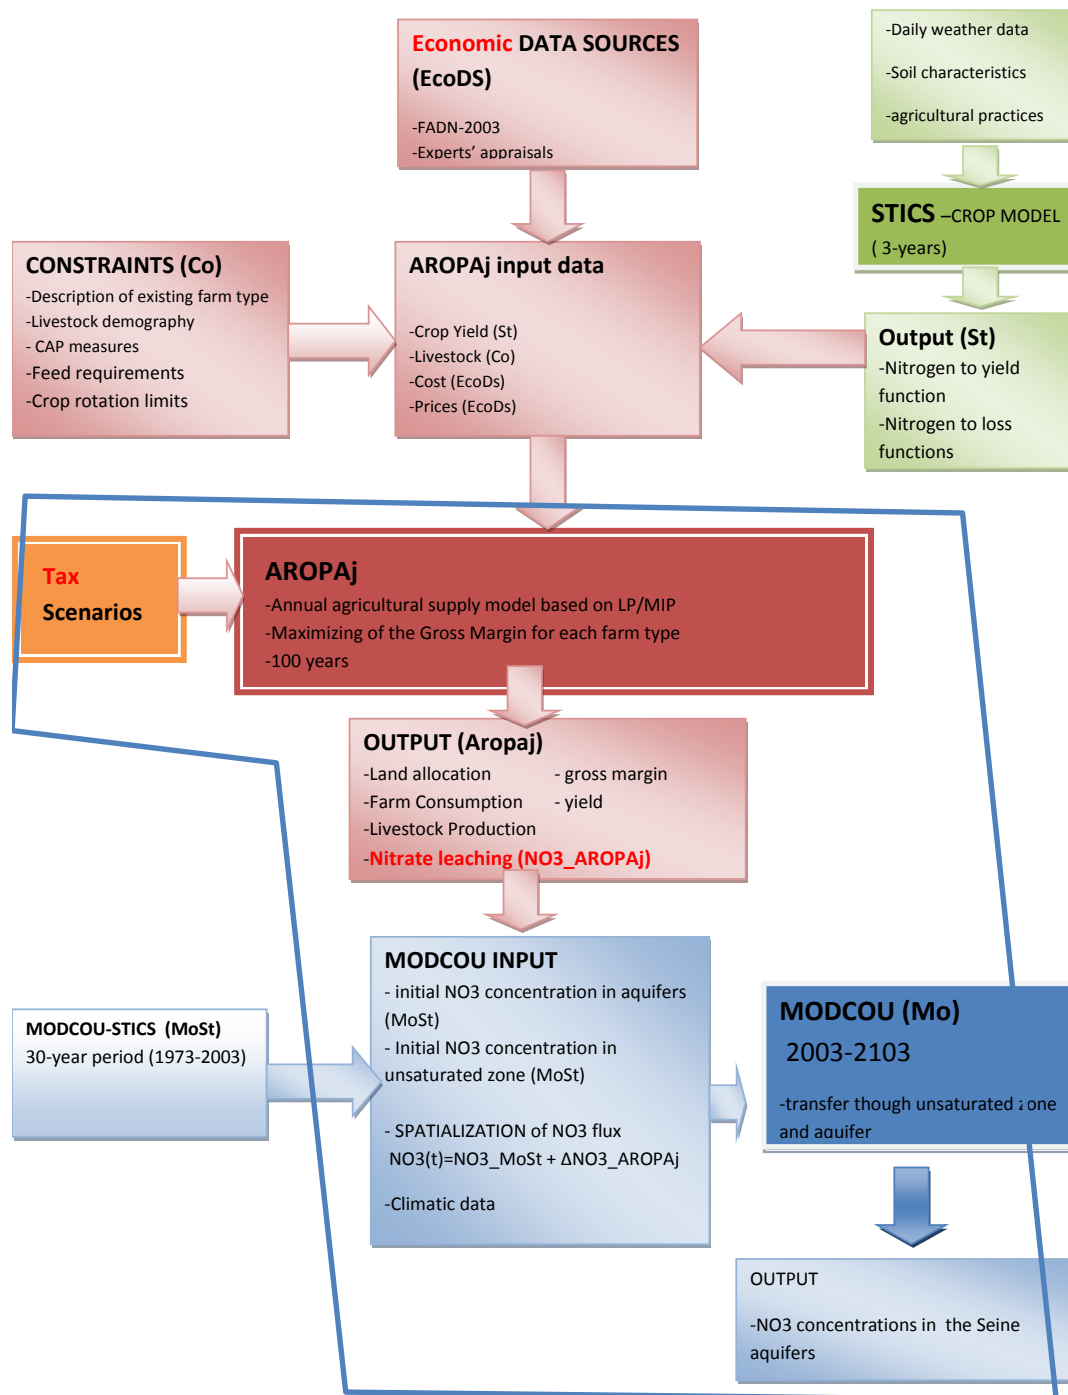 Economic DATA SOURCES
(EcoDS)
-FADN-2003
-Experts' appraisals
-Daily weather data
-Soil characteristics
-agricultural practices
STICS –CROP MODEL
( 3-years)
CONSTRAINTS (Co)
-Description of existing farm type
-Livestock demography
- CAP measures
-Feed requirements
-Crop rotation limits
AROPAj input data
-Crop Yield (St)
-Livestock (Co)
-Cost (EcoDs)
-Prices (EcoDs)
Output (St)
-Nitrogen to yield
function
-Nitrogen to loss
functions
Tax
Scenarios
AROPAj
-Annual agricultural supply model based on LP/MIP
-Maximizing of the Gross Margin for each farm type
-100 years
OUTPUT (Aropaj)
-Land allocation - gross margin
-Farm Consumption - yield
-Livestock Production
-Nitrate leaching (NO3_AROPAj)
MODCOU-STICS (MoSt)
30-year period (1973-2003)
MODCOU INPUT
- initial NO3 concentration in aquifers
(MoSt)
- Initial NO3 concentration in
unsaturated zone (MoSt)
- SPATIALIZATION of NO3 flux
NO3(t)=NO3_MoSt + ΔNO3_AROPAj
-Climatic data
MODCOU (Mo)
2003-2103
-transfer though unsaturated zone
and aquifer
OUTPUT
-NO3 concentrations in the Seine
aquifers